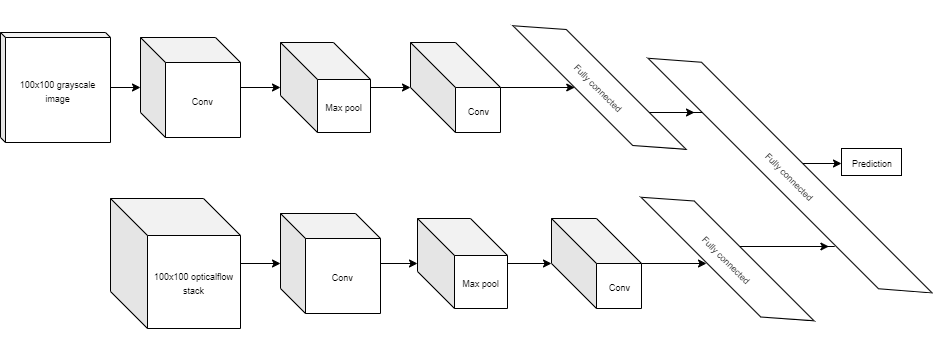 100x100 grayscale
image
Conv
Max pool
Conv
Fully connected
Fully connected
Prediction
100x100 opticalflow
stack
Conv
Max pool
Conv
Fully connected